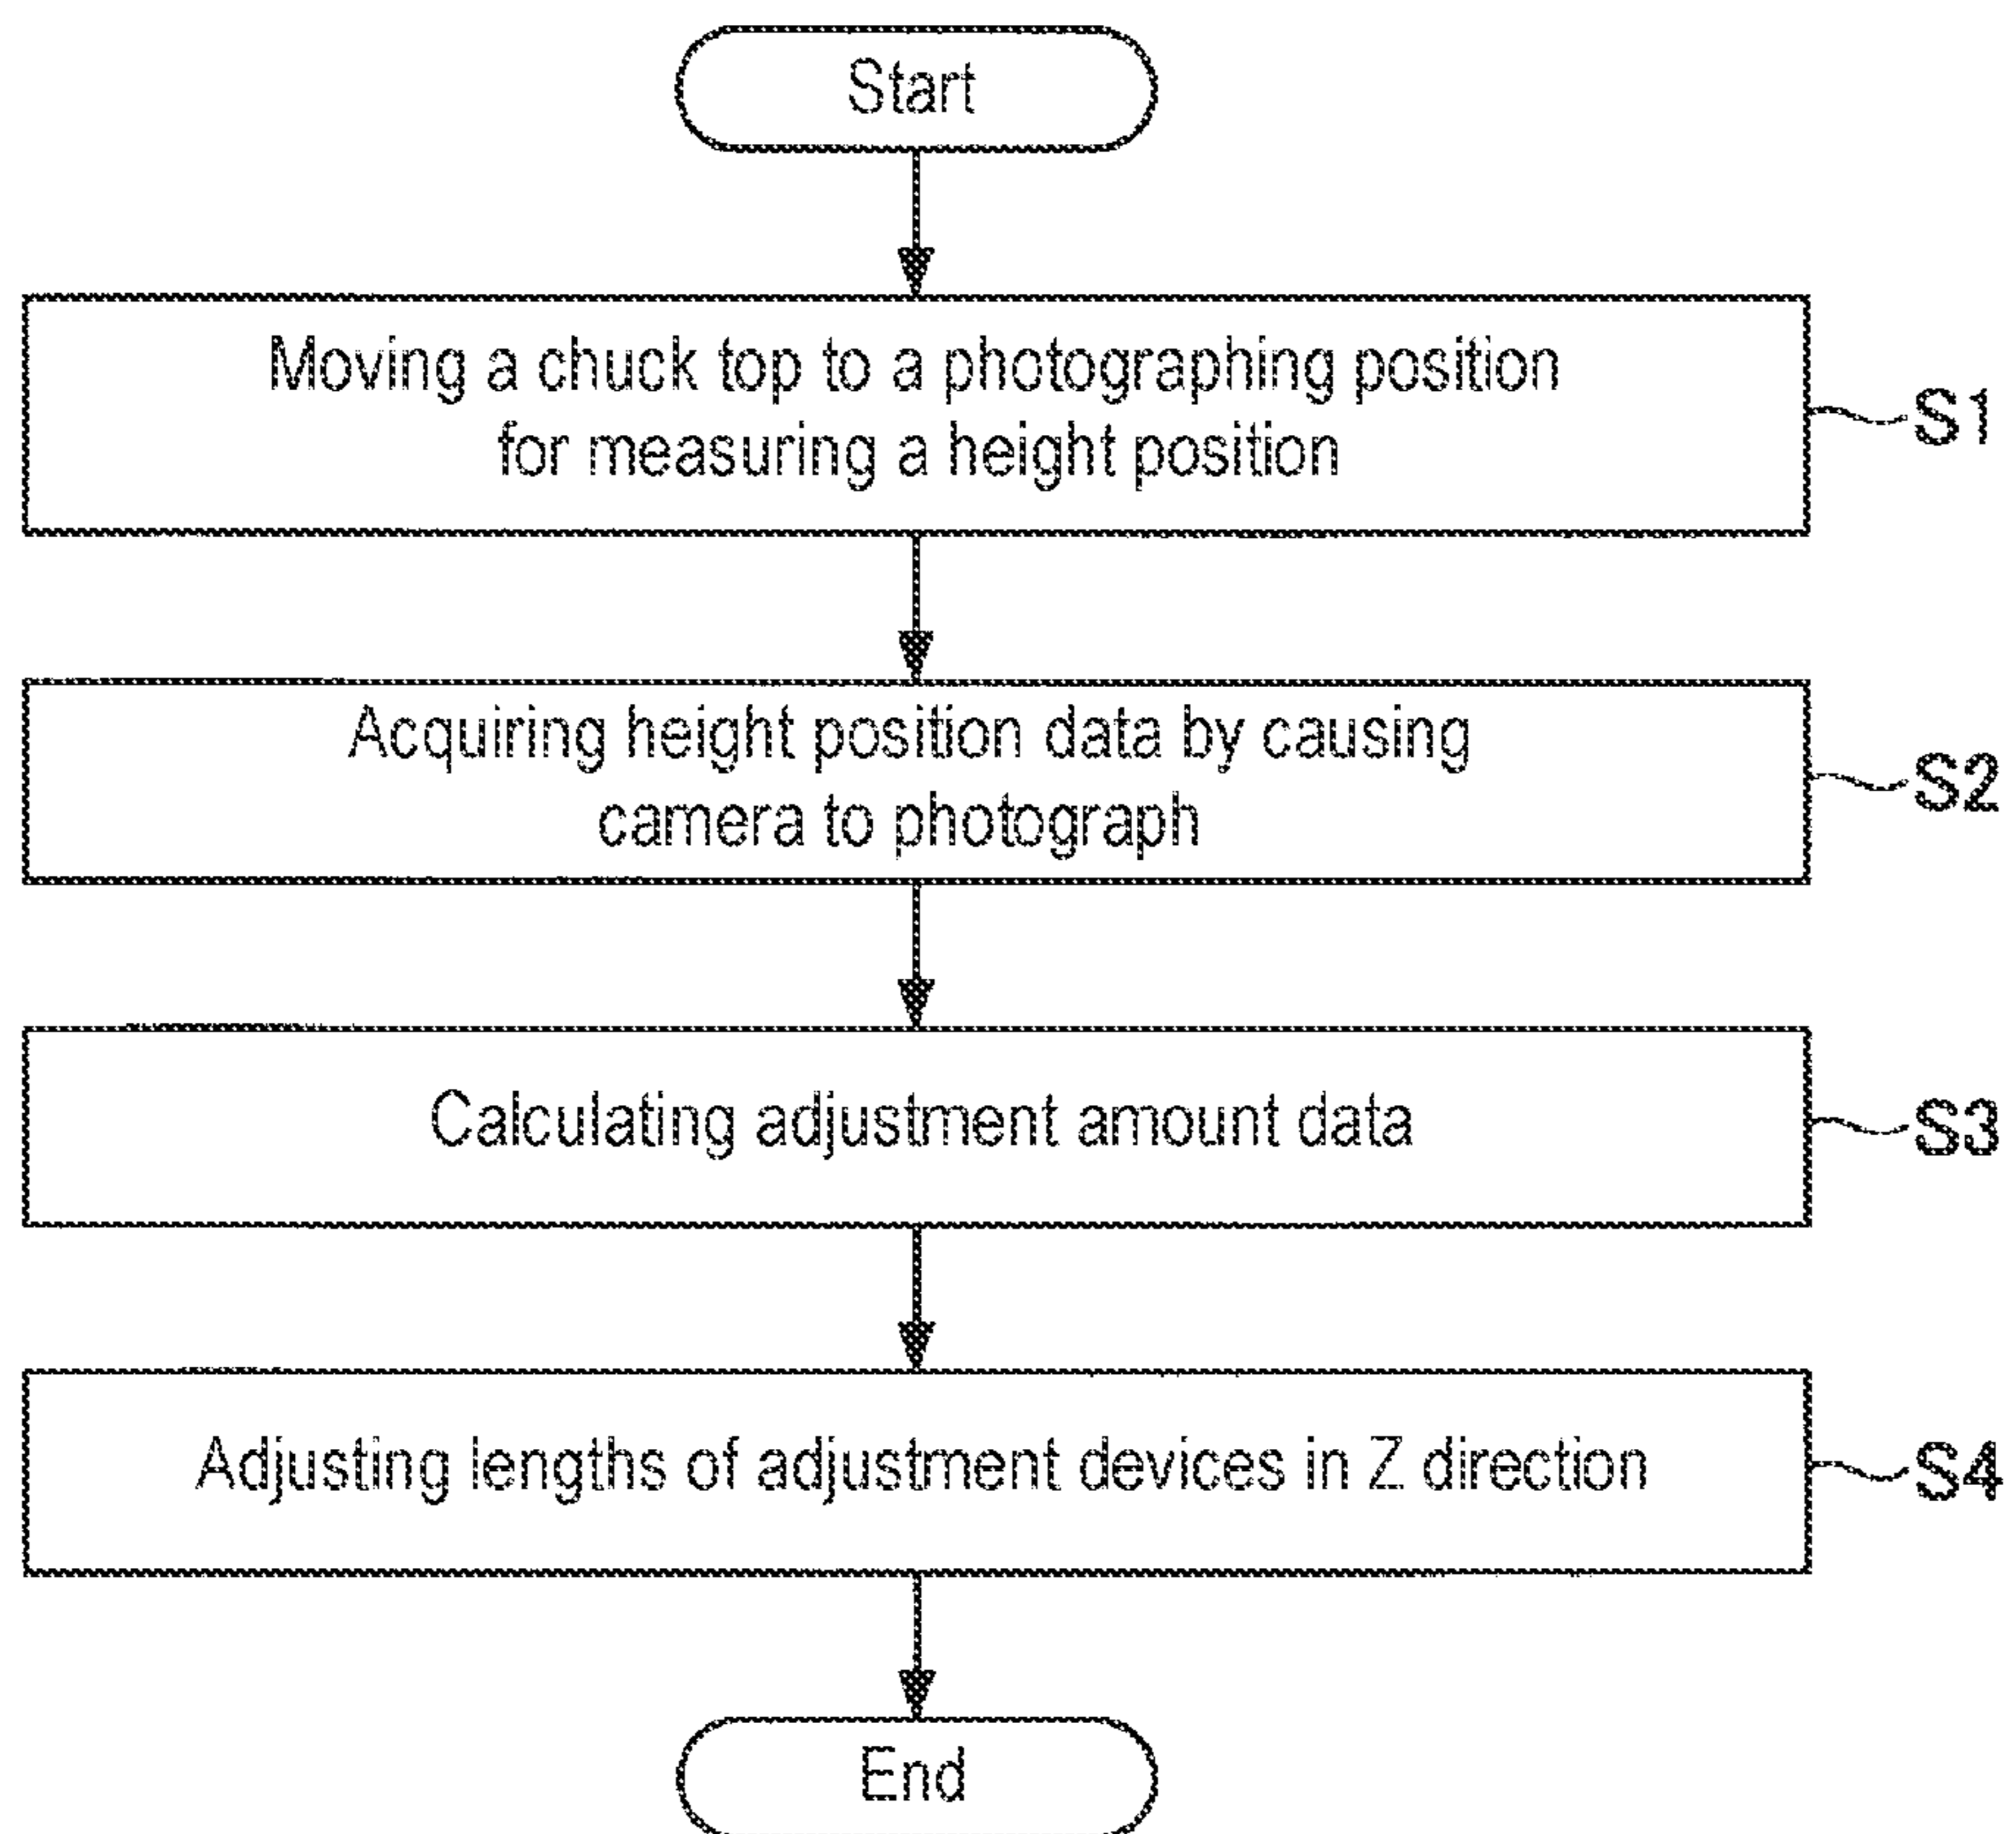 Start
Moving a chuck top to a photographing position
for measuring a height position
S1
Acquiring height position data by causing
camera to photograph
S2
Calculating adjustment amount data
S3
Adjusting lengths of adjustment devices in Z direction
S4
End